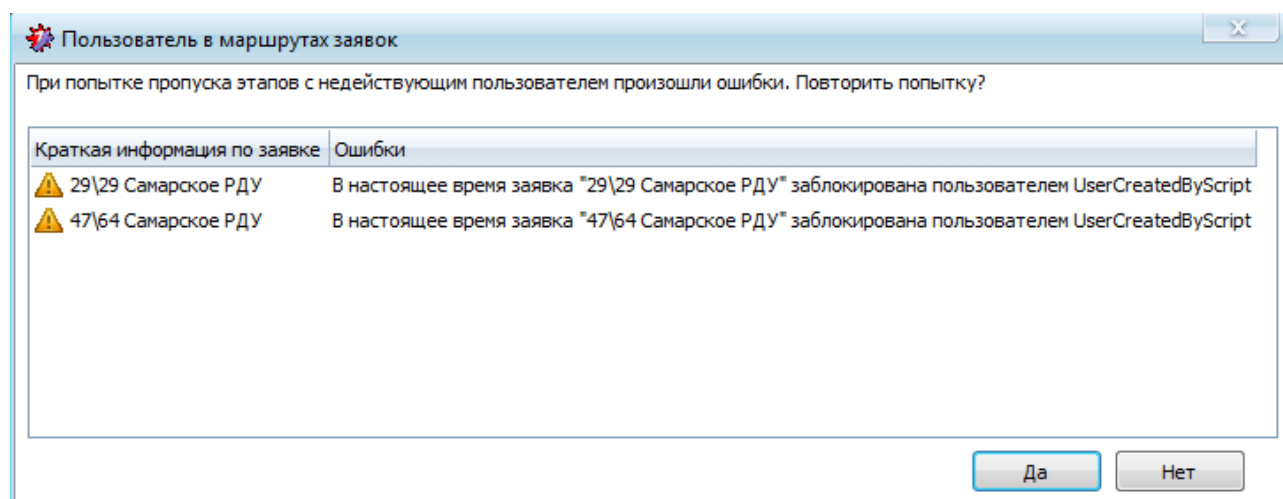 Пользователь в маршрутах заявок
При попытке пропуска этапов с недействующим пользователем произошли ошибки. Повторить попытку?
Краткая информация по заявке Ошибки
29\29 Самарское РДУ В настоящее время заявка "29\29 Самарское РДУ" заблокирована пользователем UserCreatedByScript
47\64 Самарское РДУ В настоящее время заявка "47\64 Самарское РДУ" заблокирована пользователем UserCreatedByScript
Да Нет